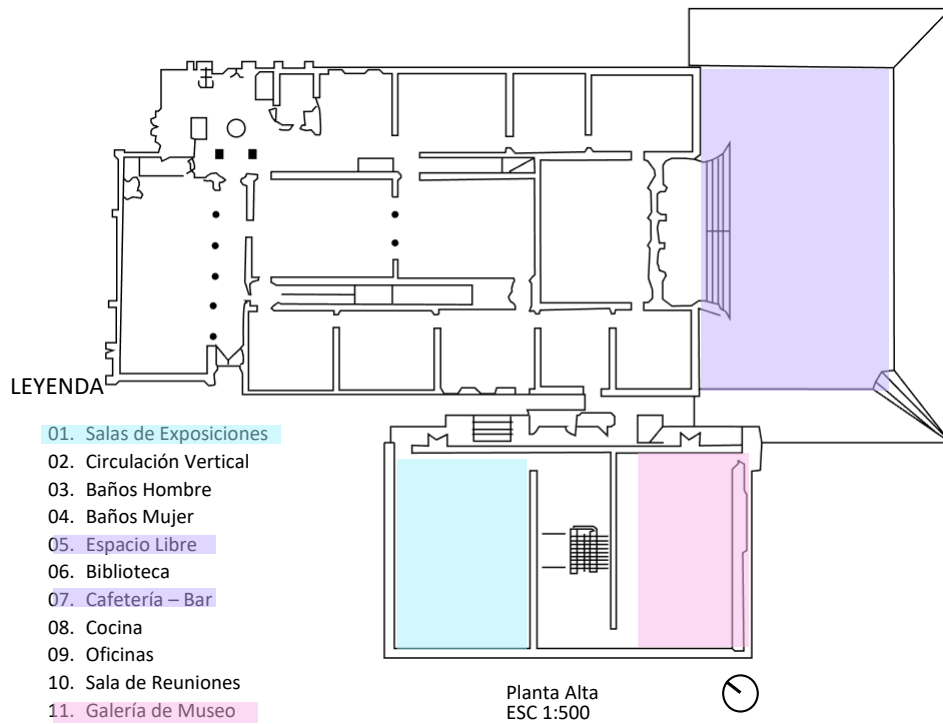 LEYENDA
01. Salas de Exposiciones
02. Circulación Vertical
03. Baños Hombre
04. Baños Mujer
05. Espacio Libre
06. Biblioteca
07. Cafetería – Bar
08. Cocina
09. Oficinas
10. Sala de Reuniones
11. Galería de Museo
Planta Alta
ESC 1:500